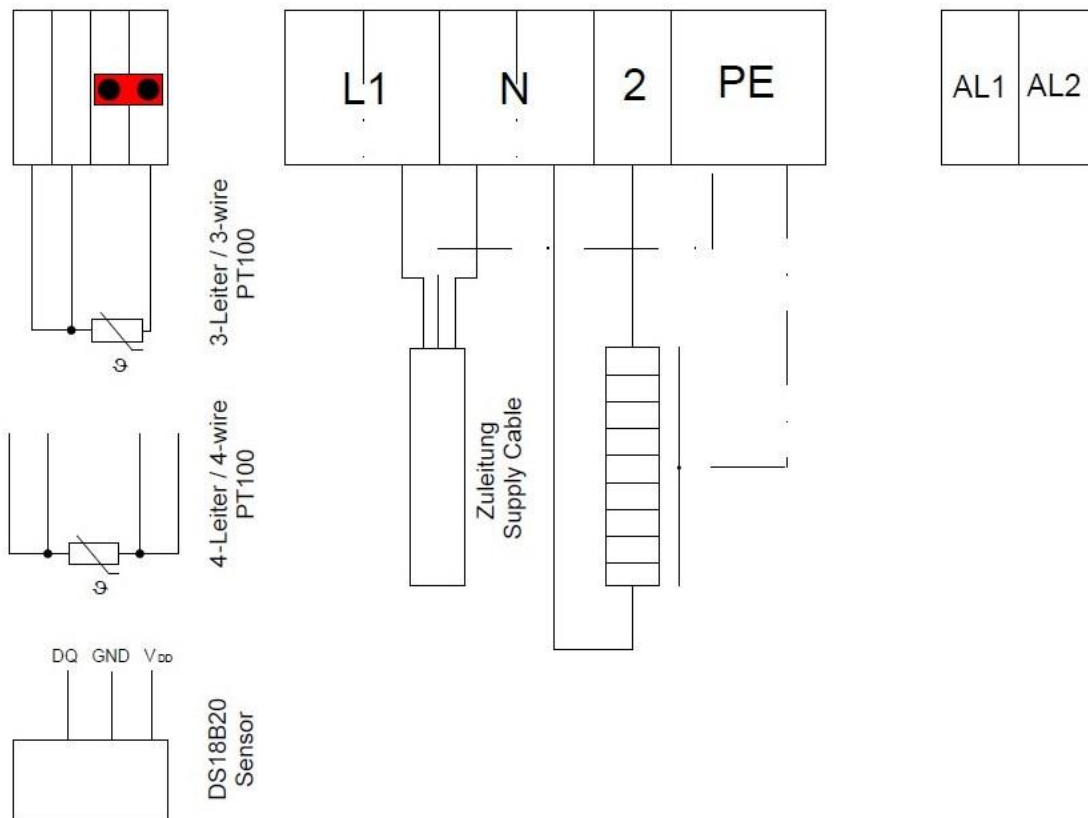 L1
N
2
PE
AL1
AL2
3-Leiter / 3-wire
PT100
4-Leiter / 4-wire
PT100
Zuleitung
Supply Cable
DQ
GND
VDD
DS18B20
Sensor
ϑ
ϑ